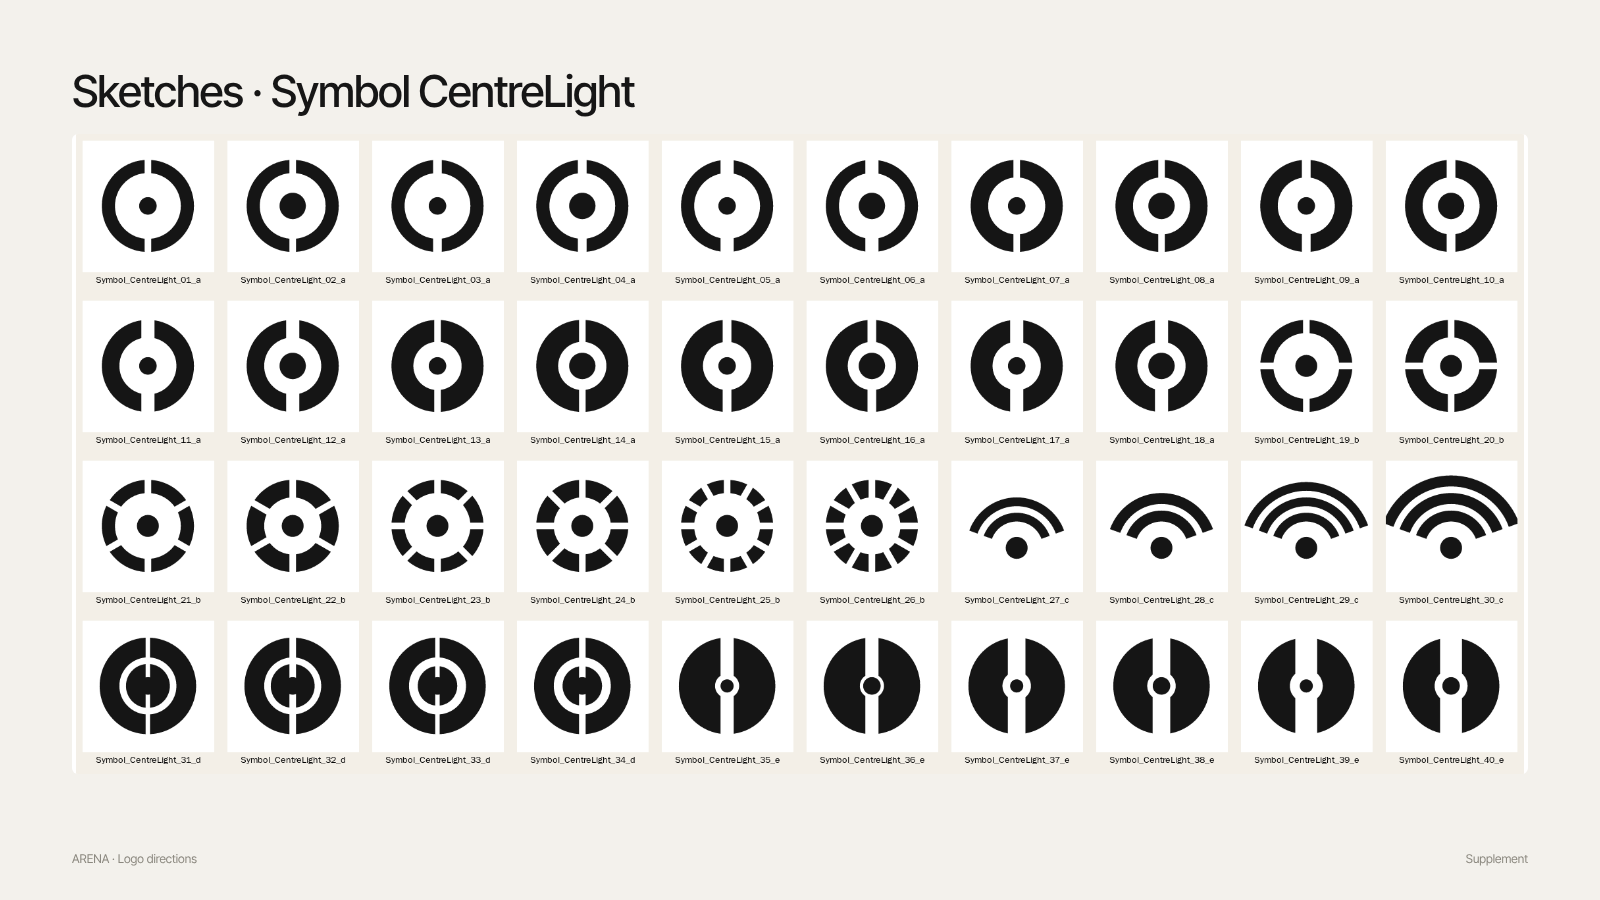 Sketches · Symbol CentreLight
Symbol_CentreLight_01_a
Symbol_CentreLight_02_a
Symbol_CentreLight_03_a
Symbol_CentreLight_04_a
Symbol_CentreLight_05_a
Symbol_CentreLight_06_a
Symbol_CentreLight_07_a
Symbol_CentreLight_08_a
Symbol_CentreLight_09_a
Symbol_CentreLight_10_a
Symbol_CentreLight_11_a
Symbol_CentreLight_12_a
Symbol_CentreLight_13_a
Symbol_CentreLight_14_a
Symbol_CentreLight_15_a
Symbol_CentreLight_16_a
Symbol_CentreLight_17_a
Symbol_CentreLight_18_a
Symbol_CentreLight_19_b
Symbol_CentreLight_20_b
Symbol_CentreLight_21_b
Symbol_CentreLight_22_b
Symbol_CentreLight_23_b
Symbol_CentreLight_24_b
Symbol_CentreLight_25_b
Symbol_CentreLight_26_b
Symbol_CentreLight_27_c
Symbol_CentreLight_28_c
Symbol_CentreLight_29_c
Symbol_CentreLight_30_c
Symbol_CentreLight_31_d
Symbol_CentreLight_32_d
Symbol_CentreLight_33_d
Symbol_CentreLight_34_d
Symbol_CentreLight_35_e
Symbol_CentreLight_36_e
Symbol_CentreLight_37_e
Symbol_CentreLight_38_e
Symbol_CentreLight_39_e
Symbol_CentreLight_40_e
ARENA · Logo directions
Supplement